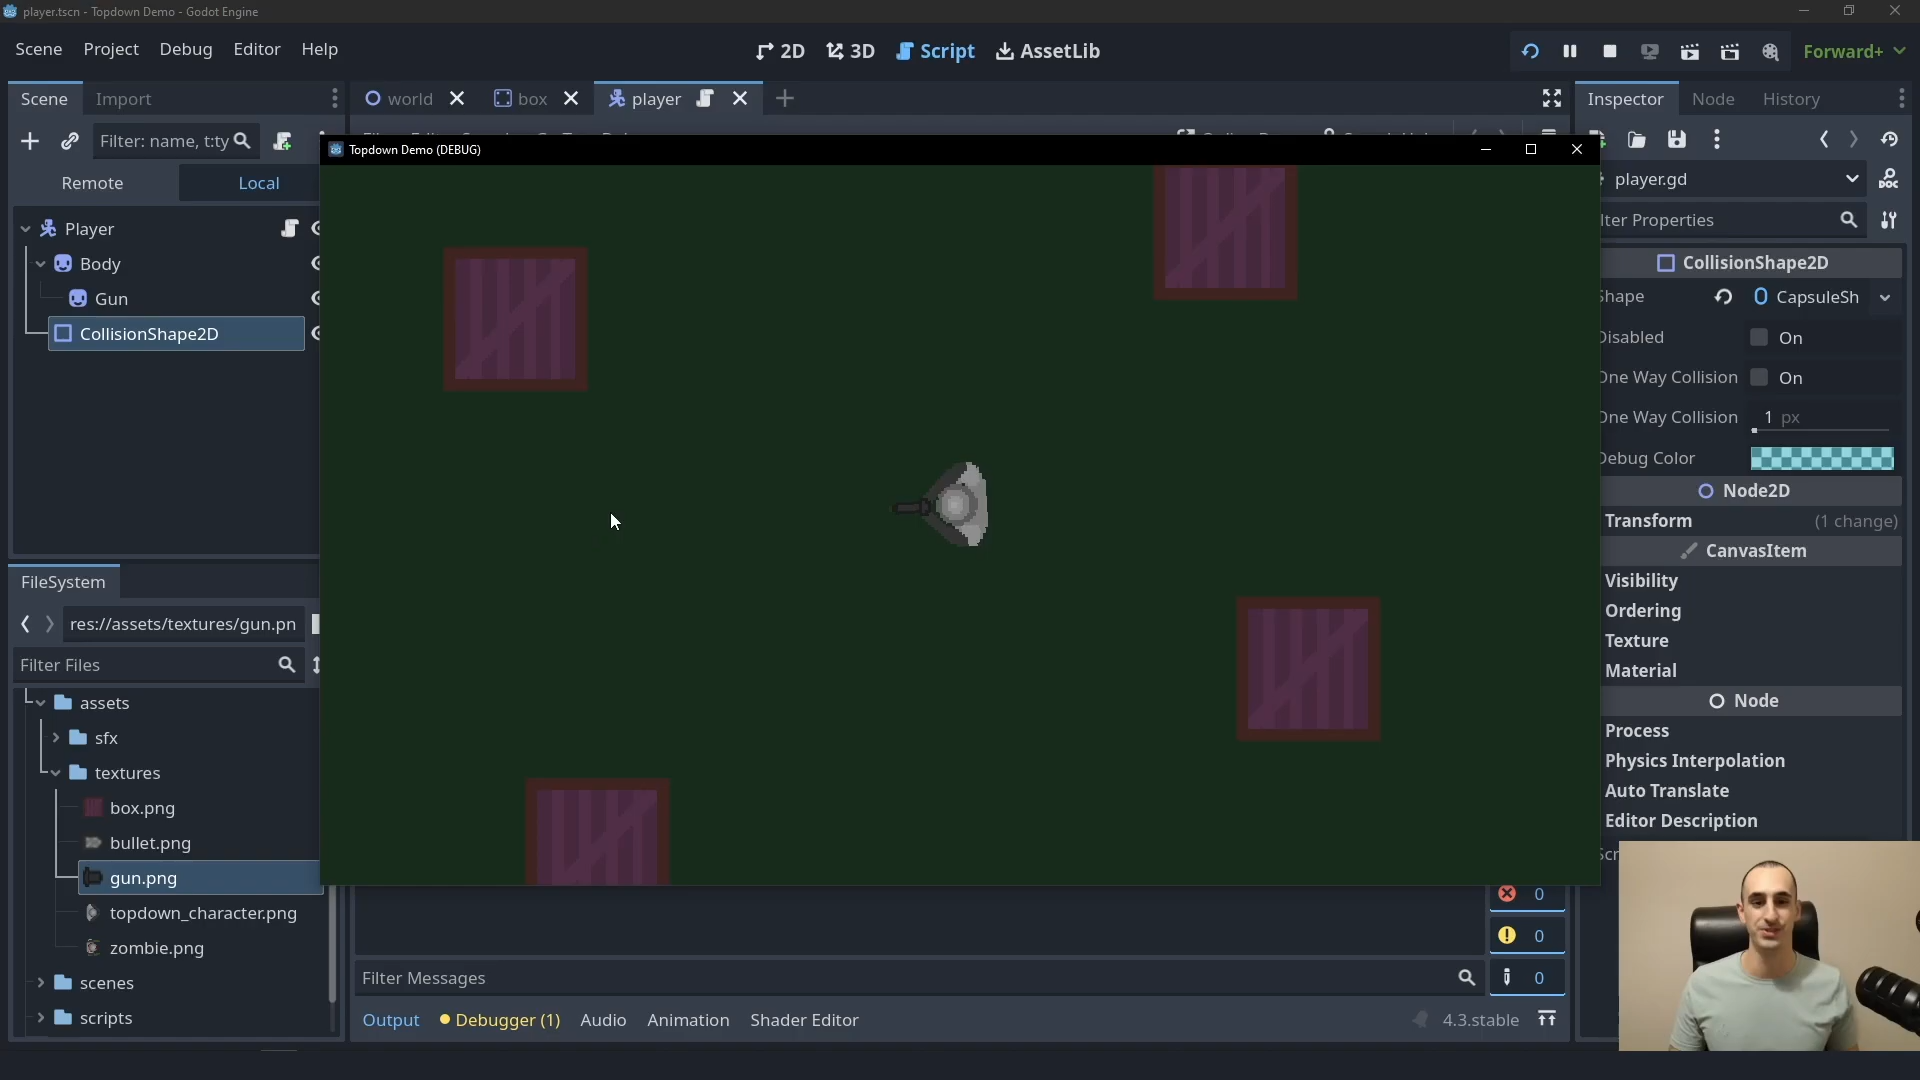 player.tscn - Topdown Demo - Godot Engine
Scene Project Debug Editor Help
2D 3D Script AssetLib
Forward+
Scene Import
world box player
Inspector Node History
Filter: name, t:ty
Remote Local
Player
Body
Gun
CollisionShape2D
Topdown Demo (DEBUG)
player.gd
lter Properties
CollisionShape2D
Shape CapsuleSh
Disabled On
One Way Collision On
One Way Collision 1 px
Debug Color
Node2D
Transform (1 change)
CanvasItem
Visibility
Ordering
Texture
Material
Node
Process
Physics Interpolation
Auto Translate
Editor Description
Scr
FileSystem
res://assets/textures/gun.pn
Filter Files
assets
sfx
textures
box.png
bullet.png
gun.png
topdown_character.png
zombie.png
scenes
scripts
0
0
Filter Messages 0
Output Debugger (1) Audio Animation Shader Editor 4.3.stable